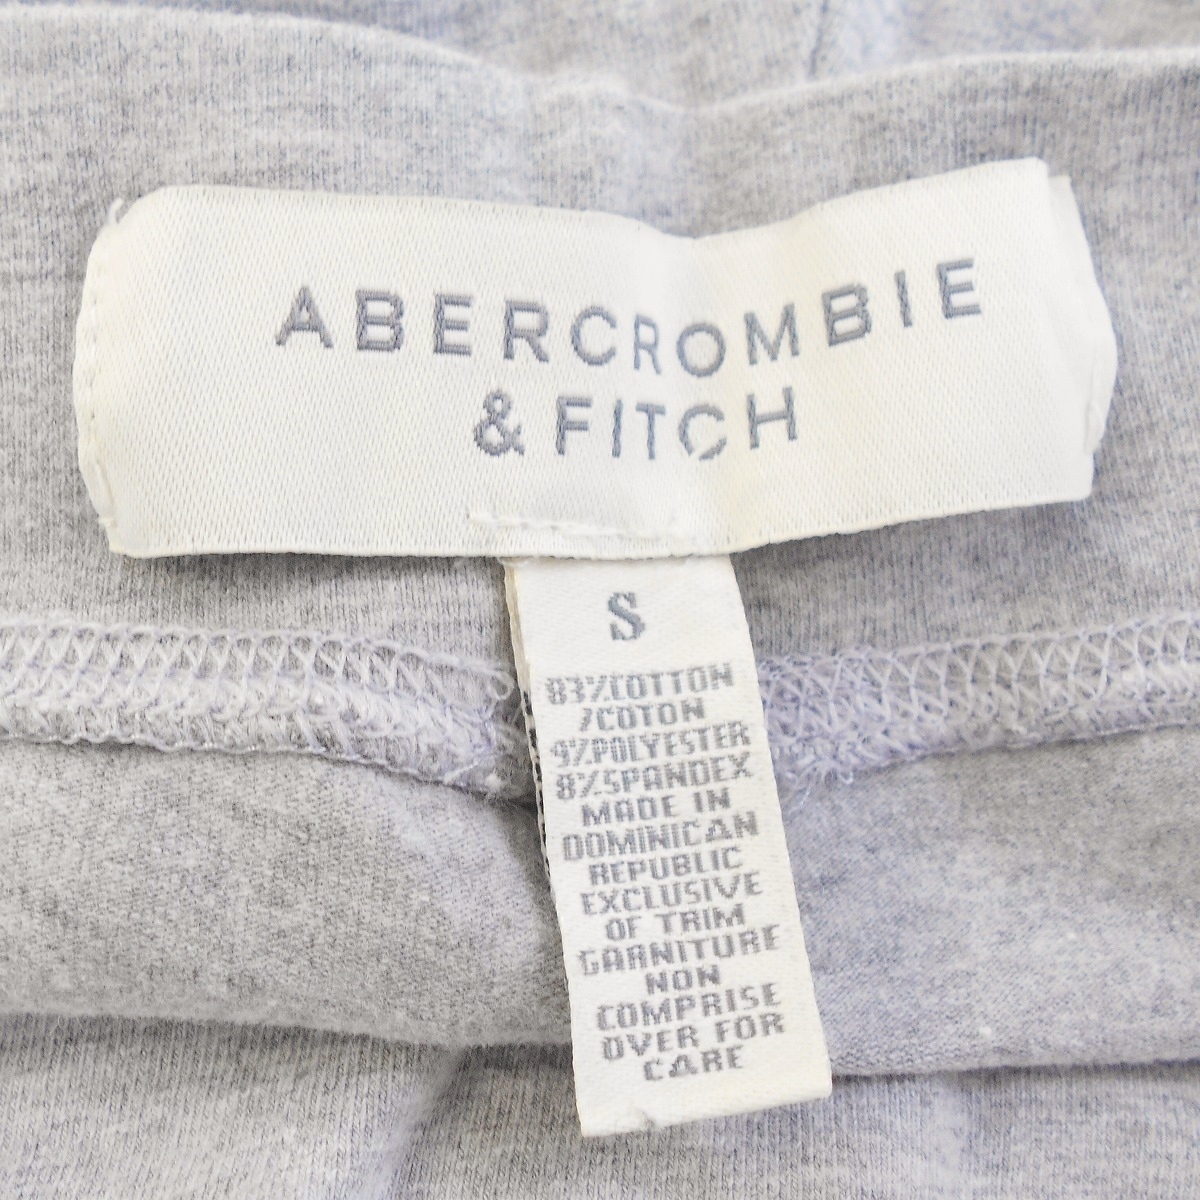 ABERCROMBIE
& FITCH
S
83%COTTON
/COTON
9%POLYESTER
8%SPANDEX
MADE IN
DOMINICAN
REPUBLIC
EXCLUSIVE
OF TRIM
GARNITURE
NON
COMPRISE
OVER FOR
CARE